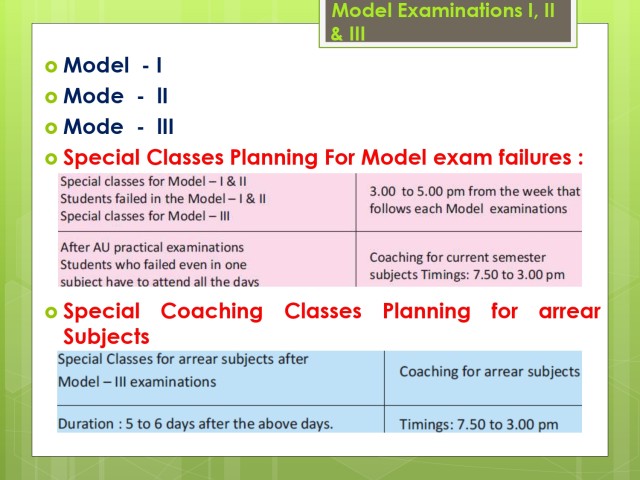 Model Examinations I, II
& III
Model - I
Mode - II
Mode - III
Special Classes Planning For Model exam failures :
Special classes for Model – I & II
Students failed in the Model – I & II
Special classes for Model – III
3.00 to 5.00 pm from the week that
follows each Model examinations
After AU practical examinations
Students who failed even in one
subject have to attend all the days
Coaching for current semester
subjects Timings: 7.50 to 3.00 pm
Special Coaching Classes Planning for arrear
Subjects
Special Classes for arrear subjects after
Model – III examinations
Coaching for arrear subjects
Duration : 5 to 6 days after the above days.
Timings: 7.50 to 3.00 pm